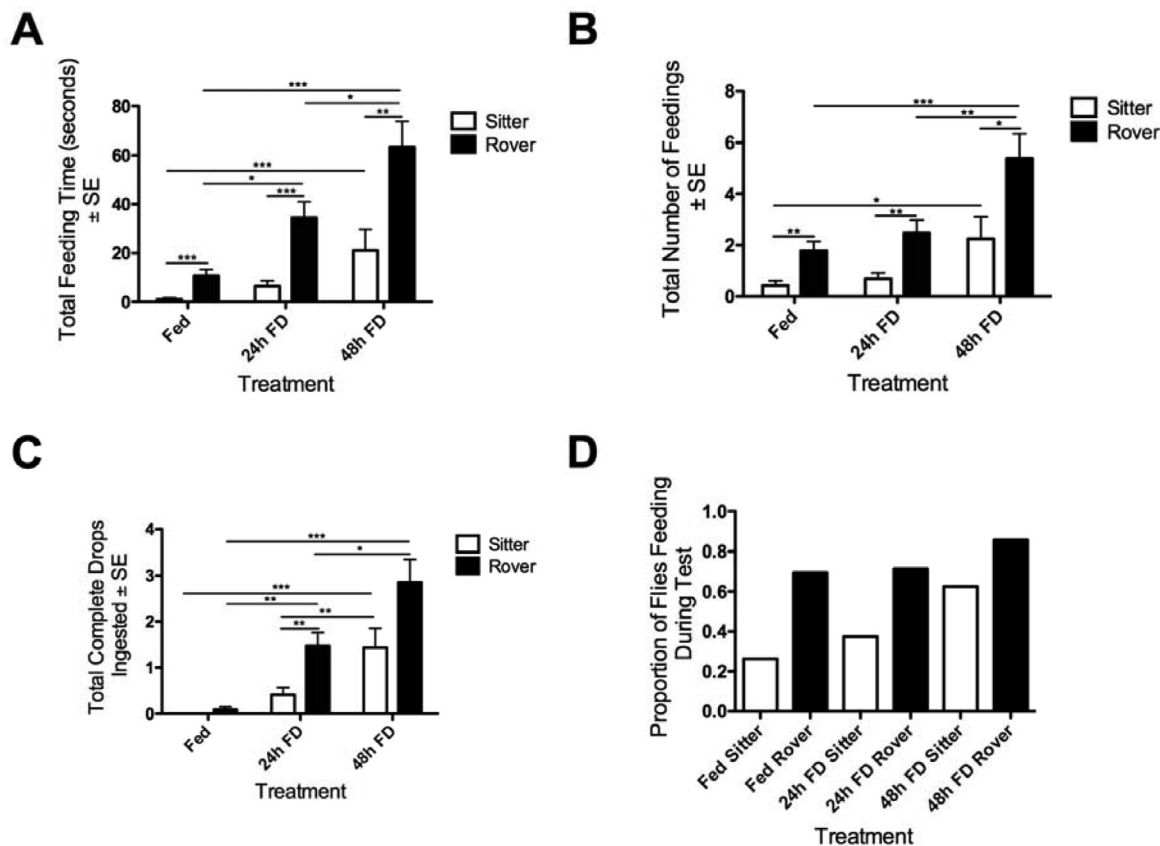 A
Total Feeding Time (seconds)
± SE
80
60
40
20
0
***
*
**
***
*
***
***
Sitter
Rover
Fed
24h FD
48h FD
Treatment
B
Total Number of Feedings
± SE
8
6
4
2
0
***
**
*
*
**
**
Sitter
Rover
Fed
24h FD
48h FD
Treatment
C
Total Complete Drops
Ingested ± SE
4
3
2
1
0
***
*
***
**
**
**
Sitter
Rover
Fed
24h FD
48h FD
Treatment
D
Proportion of Flies Feeding
During Test
1.0
0.8
0.6
0.4
0.2
0.0
Fed Sitter
Fed Rover
24h FD Sitter
24h FD Rover
48h FD Sitter
48h FD Rover
Treatment